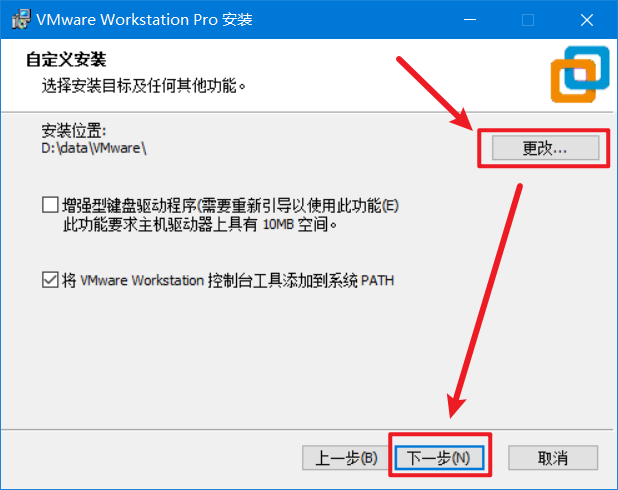 VMware Workstation Pro 安装
自定义安装
选择安装目标及任何其他功能。
安装位置:
D:\data\VMware\
更改...
增强型键盘驱动程序(需要重新引导以使用此功能(E)
此功能要求主机驱动器上具有 10MB 空间。
将 VMware Workstation 控制台工具添加到系统 PATH
上一步(B) 下一步(N) 取消